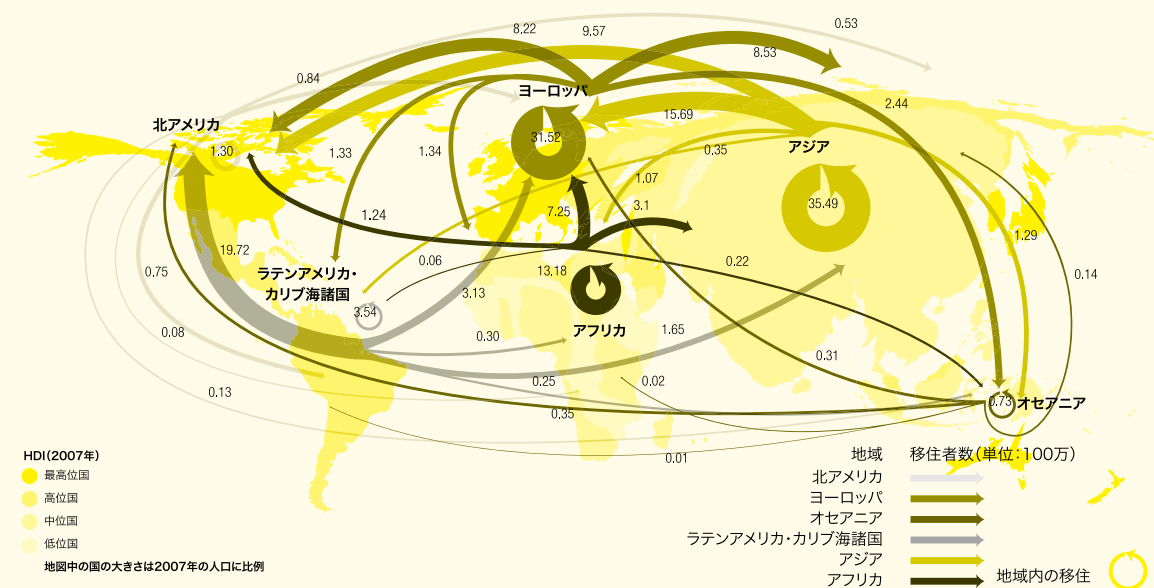 8.22
9.57
0.53
8.53
0.84
ヨーロッパ
2.44
15.69
北アメリカ
31.52
アジア
1.30
1.33
1.34
0.35
1.07
3.1
35.49
7.25
1.24
19.72
1.29
0.06
0.22
0.75
ラテンアメリカ・
カリブ海諸国
13.18
0.14
3.13
3.54
アフリカ
0.08
0.30
1.65
0.31
0.25
0.02
0.13
0.35
0.73
オセアニア
0.01
HDI(2007年)
最高位国
高位国
中位国
低位国
地図中の国の大きさは2007年の人口に比例
地域 移住者数(単位:100万)
北アメリカ
ヨーロッパ
オセアニア
ラテンアメリカ・カリブ海諸国
アジア
アフリカ
地域内の移住